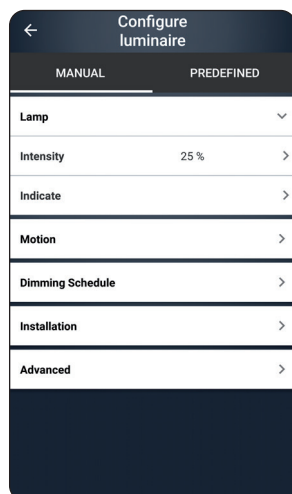 Configure
luminaire
MANUAL PREDEFINED
Lamp
Intensity 25 %
Indicate
Motion
Dimming Schedule
Installation
Advanced